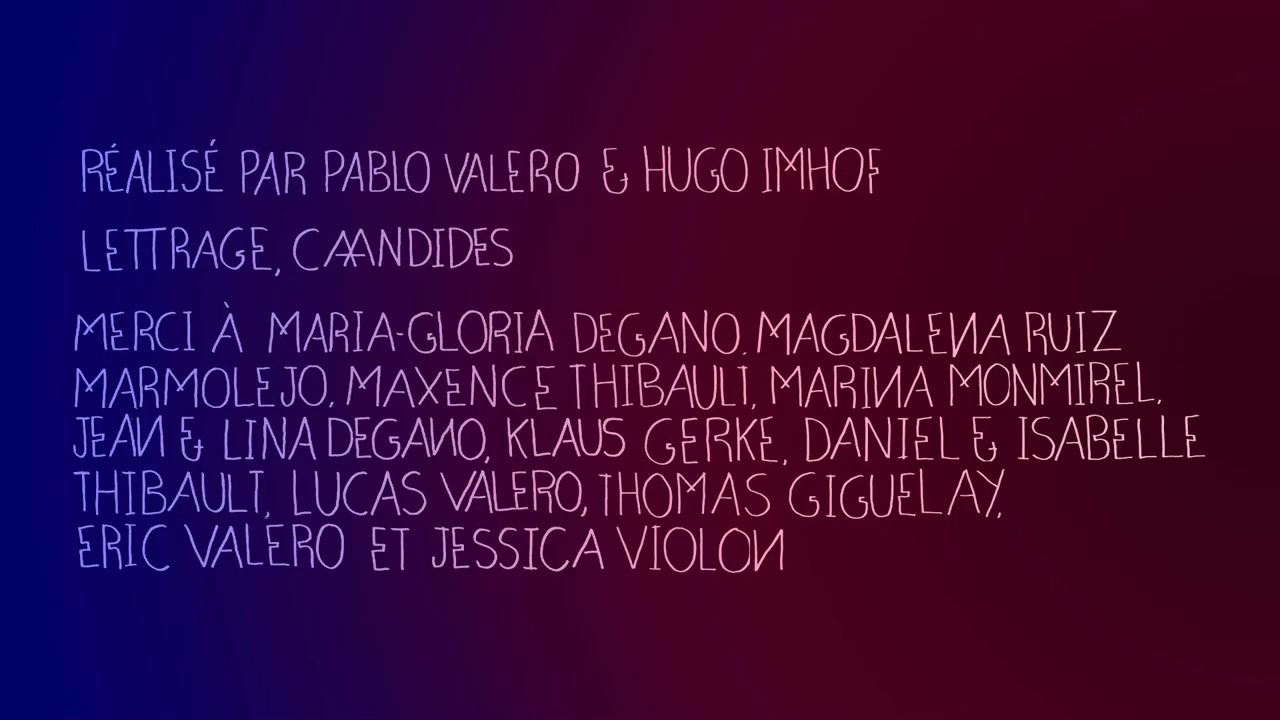 RÉALISÉ PAR PABLO VALERO & HUGO IMHOF
LETTRAGE, CAANDIDES
MERCI À MARIA-GLORIA DEGANO, MAGDALENA RUIZ
MARMOLEJO, MAXENCE THIBAULT, MARINA MONMIREL,
JEAN & LINA DEGANO, KLAUS GERKE, DANIEL & ISABELLE
THIBAULT, LUCAS VALERO, THOMAS GIGUELAY,
ERIC VALERO ET JESSICA VIOLON